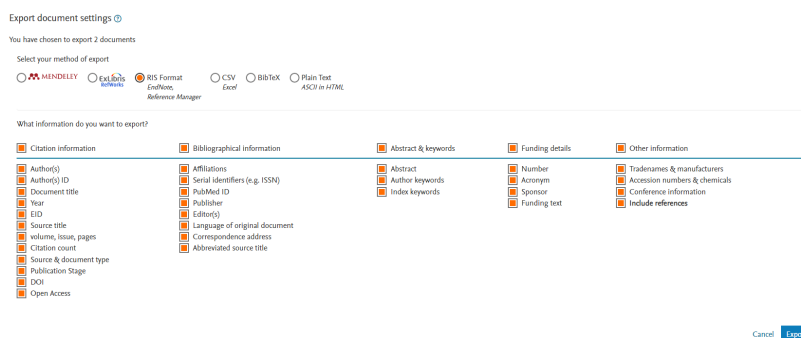 Export document settings ?
You have chosen to export 2 documents
Select your method of export
MENDELEY
ExLibris
RefWorks
RIS Format
EndNote,
Reference Manager
CSV
Excel
BibTeX
Plain Text
ASCII in HTML
What information do you want to export?
Citation information
Author(s)
Author(s) ID
Document title
Year
EID
Source title
volume, issue, pages
Citation count
Source & document type
Publication Stage
DOI
Open Access
Bibliographical information
Affiliations
Serial identifiers (e.g. ISSN)
PubMed ID
Publisher
Editor(s)
Language of original document
Correspondence address
Abbreviated source title
Abstract & keywords
Abstract
Author keywords
Index keywords
Funding details
Number
Acronym
Sponsor
Funding text
Other information
Tradenames & manufacturers
Accession numbers & chemicals
Conference information
Include references
Cancel
Expo